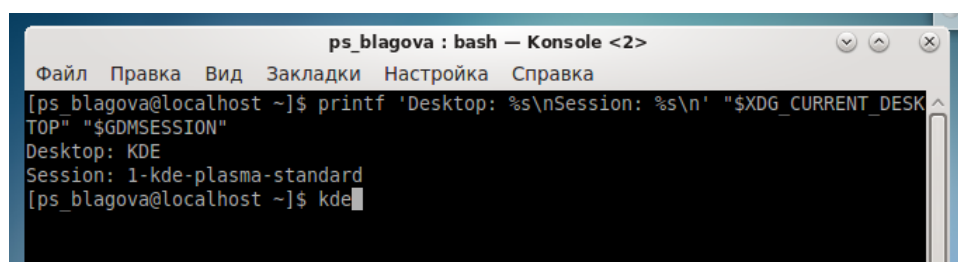 ps_blagova : bash — Konsole <2>
Файл Правка Вид Закладки Настройка Справка
[ps_blagova@localhost ~]$ printf 'Desktop: %s\nSession: %s\n' "$XDG_CURRENT_DESK
TOP" "$GDMSESSION"
Desktop: KDE
Session: 1-kde-plasma-standard
[ps_blagova@localhost ~]$ kde